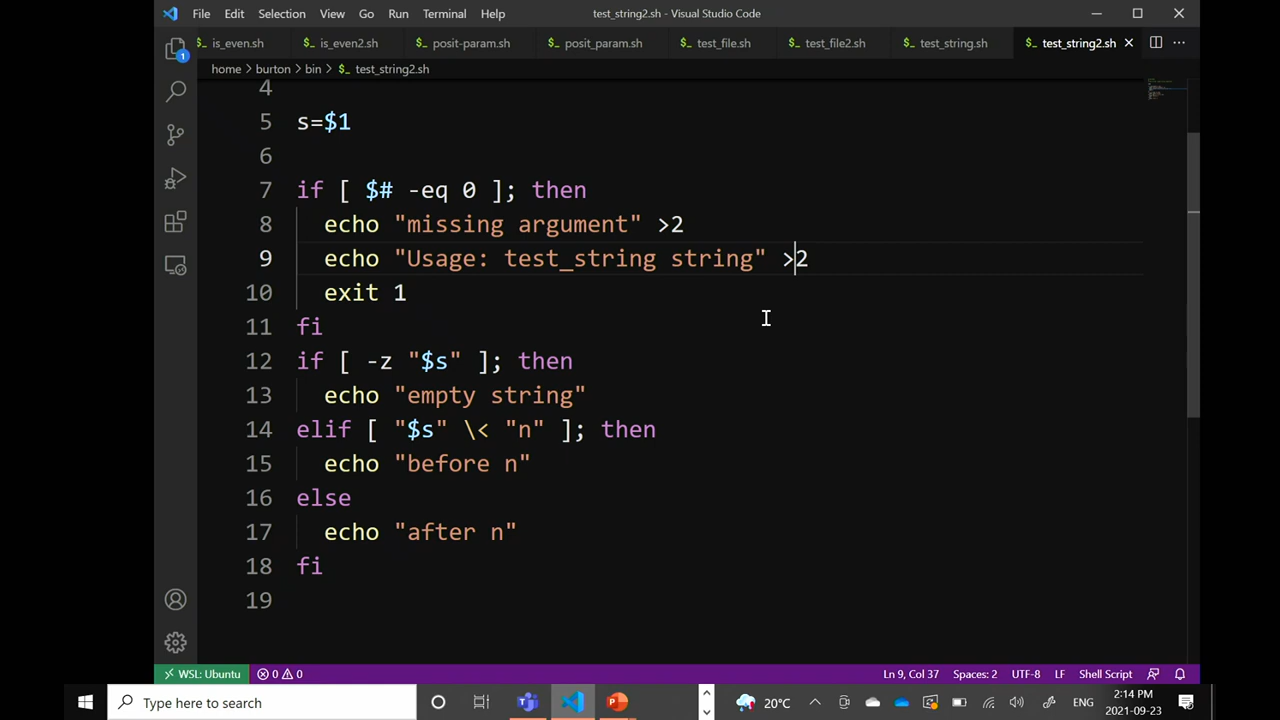 File Edit Selection View Go Run Terminal Help test_string2.sh - Visual Studio Code
$_ is_even.sh $_ is_even2.sh $_ posit-param.sh $_ posit_param.sh $_ test_file.sh $_ test_file2.sh $_ test_string.sh $_ test_string2.sh
home > burton > bin > $_ test_string2.sh
1
4
5 s=$1
6
7 if [ $# -eq 0 ]; then
8 echo "missing argument" >2
9 echo "Usage: test_string string" >2
10 exit 1
11 fi
12 if [ -z "$s" ]; then
13 echo "empty string"
14 elif [ "$s" \< "n" ]; then
15 echo "before n"
16 else
17 echo "after n"
18 fi
19
WSL: Ubuntu 0 0 Ln 9, Col 37 Spaces: 2 UTF-8 LF Shell Script
Type here to search 20°C ENG 2:14 PM
2021-09-23